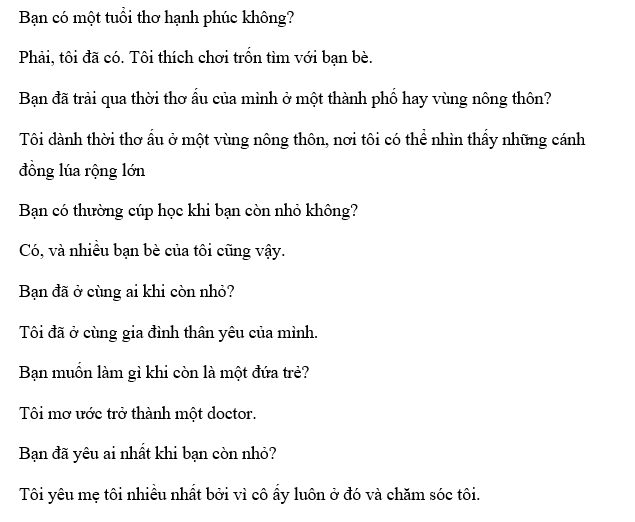 Bạn có một tuổi thơ hạnh phúc không?
Phải, tôi đã có. Tôi thích chơi trốn tìm với bạn bè.
Bạn đã trải qua thời thơ ấu của mình ở một thành phố hay vùng nông thôn?
Tôi dành thời thơ ấu ở một vùng nông thôn, nơi tôi có thể nhìn thấy những cánh
đồng lúa rộng lớn
Bạn có thường cúp học khi bạn còn nhỏ không?
Có, và nhiều bạn bè của tôi cũng vậy.
Bạn đã ở cùng ai khi còn nhỏ?
Tôi đã ở cùng gia đình thân yêu của mình.
Bạn muốn làm gì khi còn là một đứa trẻ?
Tôi mơ ước trở thành một doctor.
Bạn đã yêu ai nhất khi bạn còn nhỏ?
Tôi yêu mẹ tôi nhiều nhất bởi vì cô ấy luôn ở đó và chăm sóc tôi.